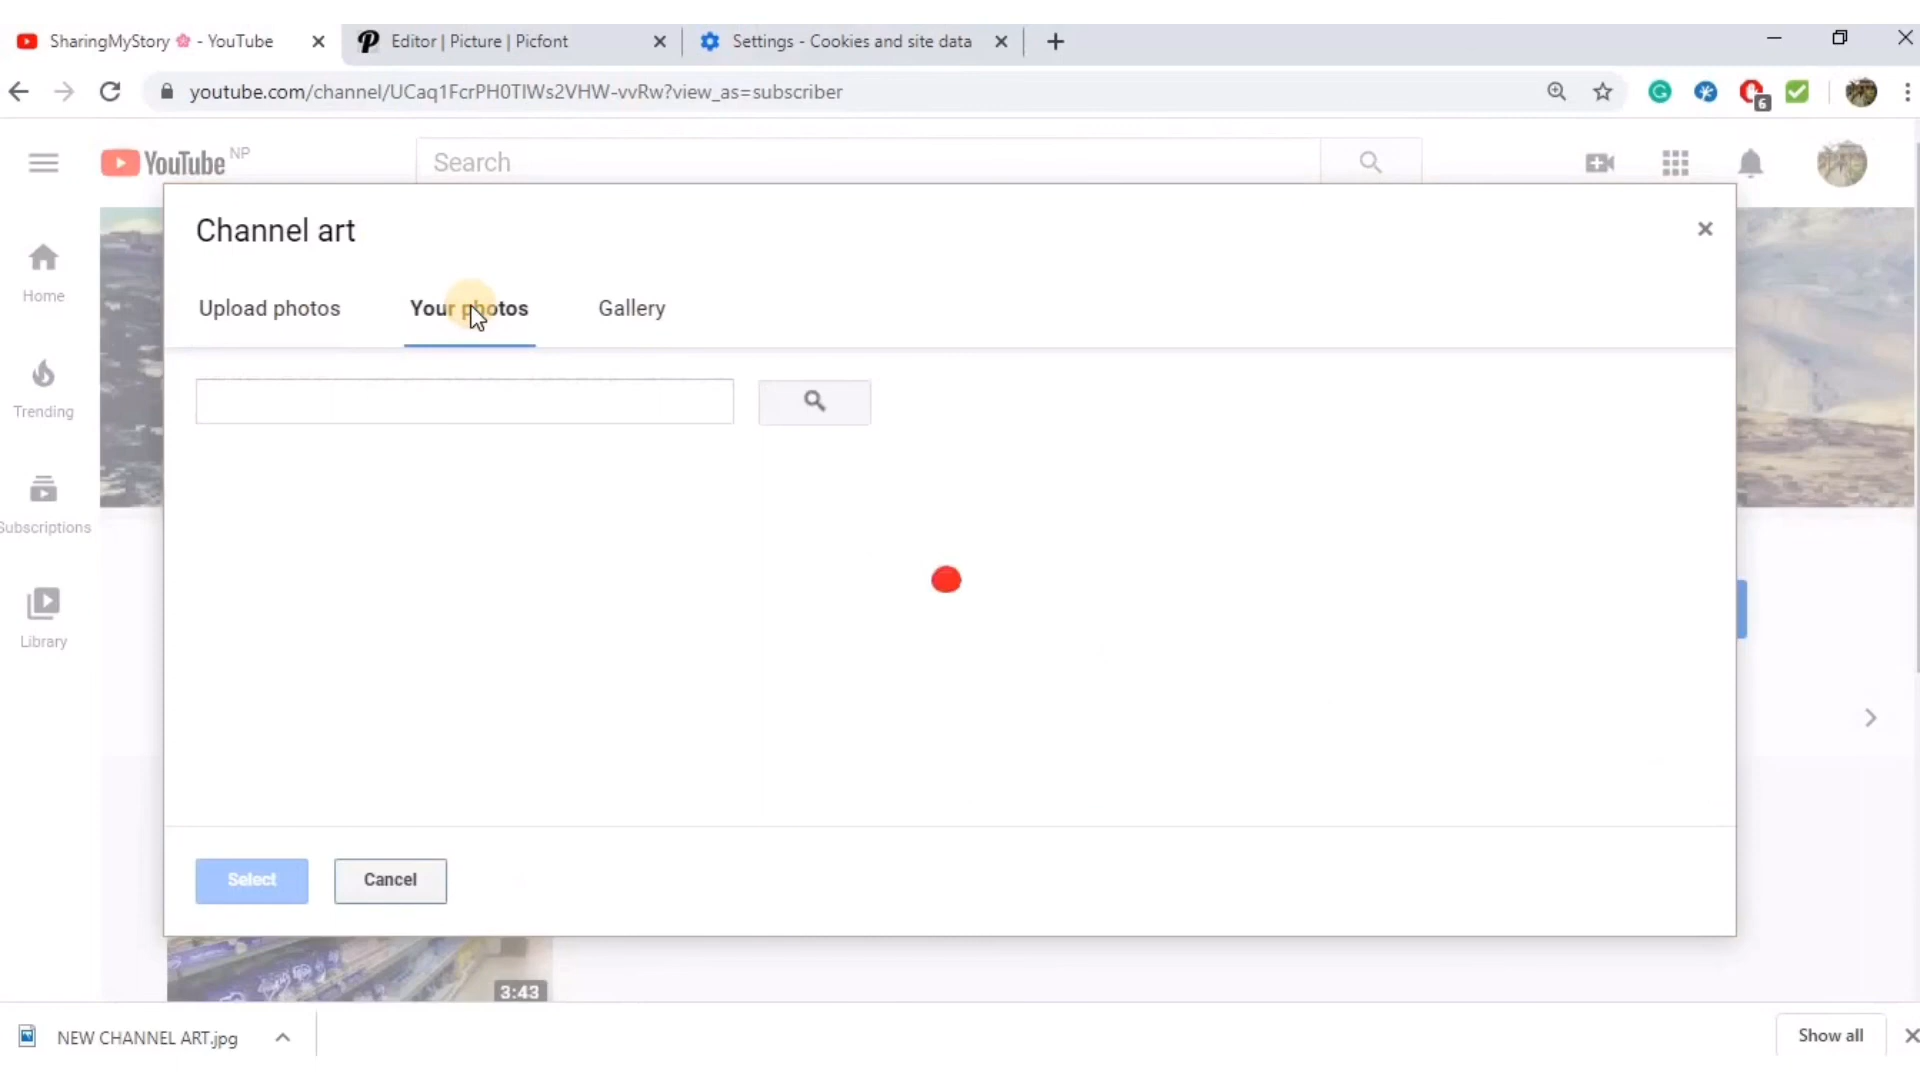 SharingMyStory 🌸 - YouTube
Editor | Picture | Picfont
Settings - Cookies and site data
youtube.com/channel/UCaq1FcrPH0TIWs2VHW-vvRw?view_as=subscriber
6
YouTube NP
Search
Channel art
Home
Upload photos
Your photos
Gallery
Trending
Subscriptions
Library
Select
Cancel
3:43
NEW CHANNEL ART.jpg
Show all